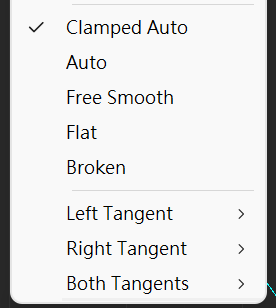 Clamped Auto
Auto
Free Smooth
Flat
Broken
Left Tangent
Right Tangent
Both Tangents